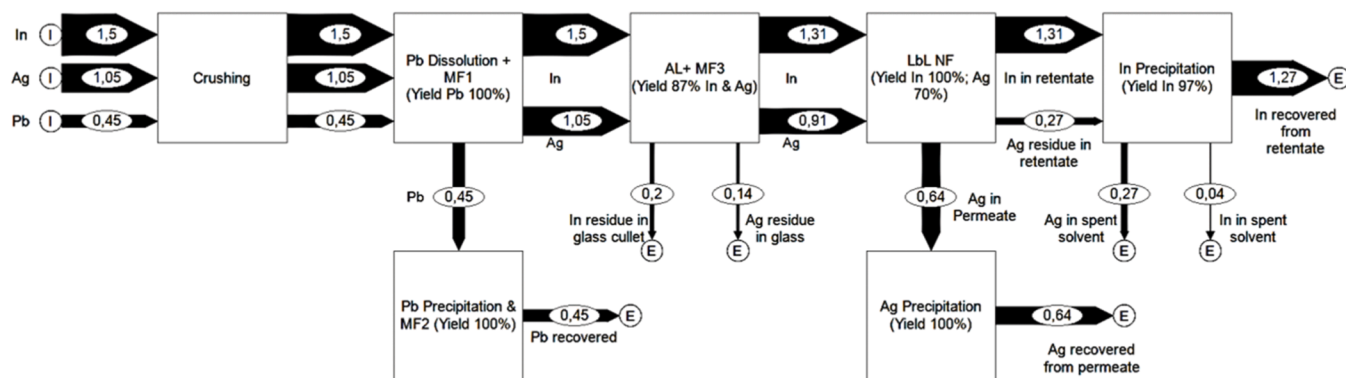 In
I
1,5
1,5
1,5
1,31
1,31
1,27
E
Ag
I
1,05
1,05
Pb
I
0,45
0,45
Crushing
Pb Dissolution +
MF1
(Yield Pb 100%)
In
1,05
Ag
AL+ MF3
(Yield 87% In & Ag)
In
0,91
Ag
LbL NF
(Yield In 100%; Ag
70%)
In in retentate
0,27
Ag residue in
retentate
In Precipitation
(Yield In 97%)
In recovered
from
retentate
Pb
0,45
0,2
In residue in
glass cullet
E
0,14
Ag residue
in glass
E
0,64
Ag in
Permeate
0,27
Ag in spent
solvent
E
0,04
In in spent
solvent
E
Pb Precipitation &
MF2 (Yield 100%)
0,45
Pb recovered
E
Ag Precipitation
(Yield 100%)
0,64
Ag recovered
from permeate
E